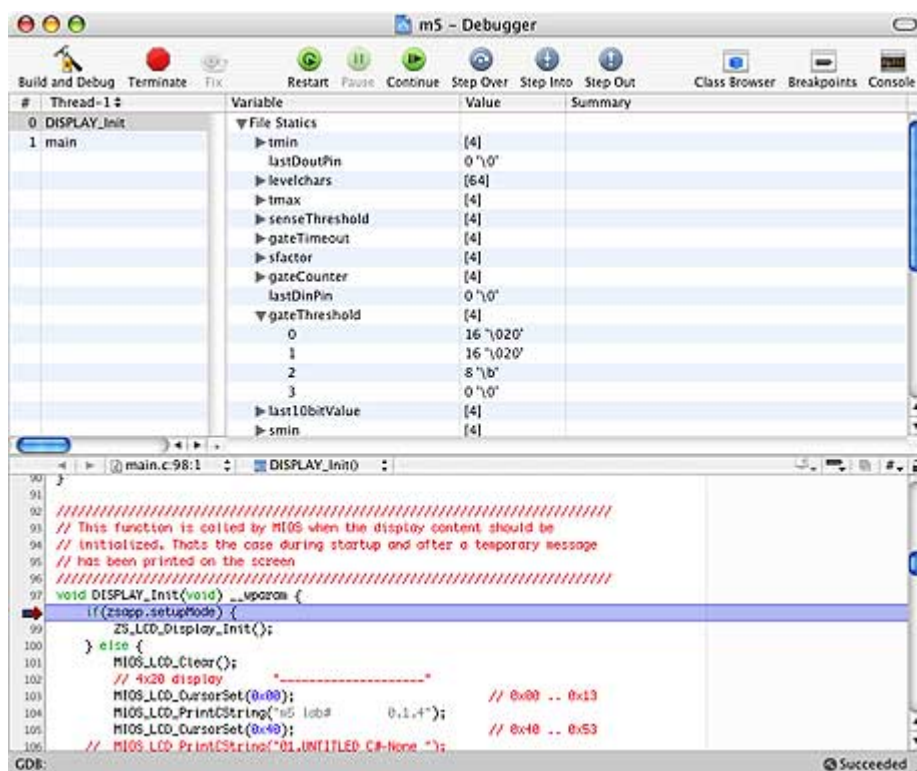 m5 – Debugger
Build and Debug Terminate Fix Restart Pause Continue Step Over Step Into Step Out Class Browser Breakpoints Console
# Thread-1 Variable Value Summary
0 DISPLAY_Init
1 main
File Statics
tmin [4]
lastDoutPin 0 '\0'
levelchars [64]
tmax [4]
senseThreshold [4]
gateTimeout [4]
sfactor [4]
gateCounter [4]
lastDinPin 0 '\0'
gateThreshold [4]
0 16 '\020'
1 16 '\020'
2 8 '\b'
3 0 '\0'
last10bitValue [4]
smin [4]
main.c:98:1 DISPLAY_Init() #
90 }
91
92 ////////////////////////////////////////////////////////////////////////////
93 // This function is called by MIOS when the display content should be
94 // initialized. Thats the case during startup and after a temporary message
95 // has been printed on the screen
96 ////////////////////////////////////////////////////////////////////////////
97 void DISPLAY_Init(void) __wparam {
if(zsapp.setupMode) {
99 ZS_LCD_Display_Init();
100 } else {
101 MIOS_LCD_Clear();
102 // 4x20 display "--------------------"
103 MIOS_LCD_CursorSet(0x00); // 0x00 .. 0x13
104 MIOS_LCD_PrintCString("m5 lab# 0.1.4");
105 MIOS_LCD_CursorSet(0x40); // 0x40 .. 0x53
106 // MIOS_LCD_PrintCString("01.UNTITLED C#-None ");
GDB: Succeeded